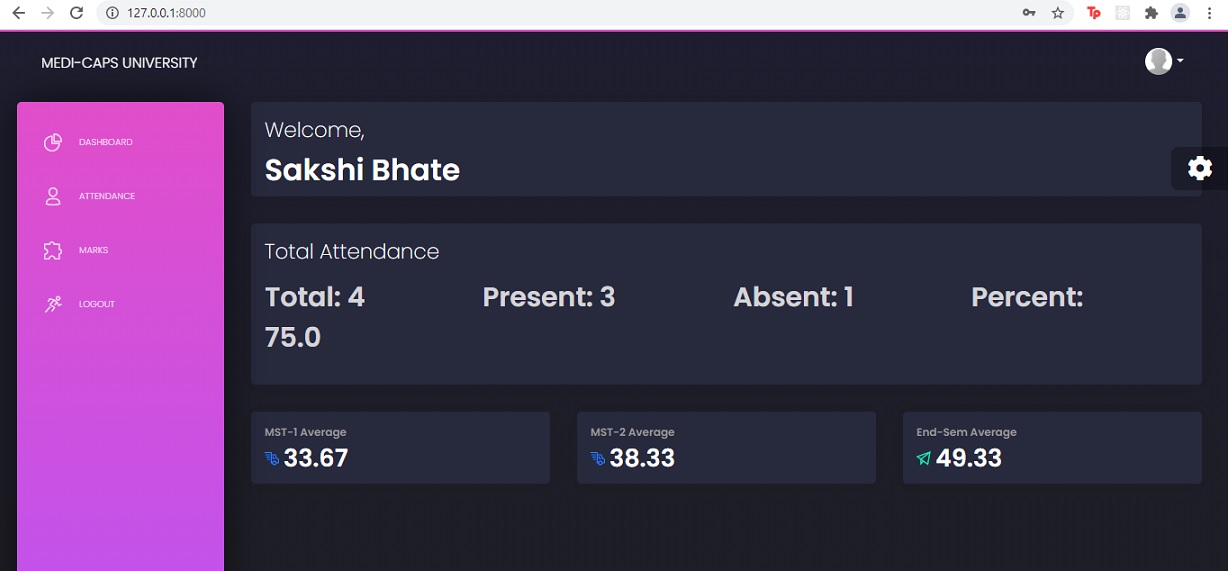 127.0.0.1:8000
Tp
MEDI-CAPS UNIVERSITY
DASHBOARD
ATTENDANCE
MARKS
LOGOUT
Welcome,
Sakshi Bhate
Total Attendance
Total: 4 Present: 3 Absent: 1 Percent:
75.0
MST-1 Average
33.67
MST-2 Average
38.33
End-Sem Average
49.33